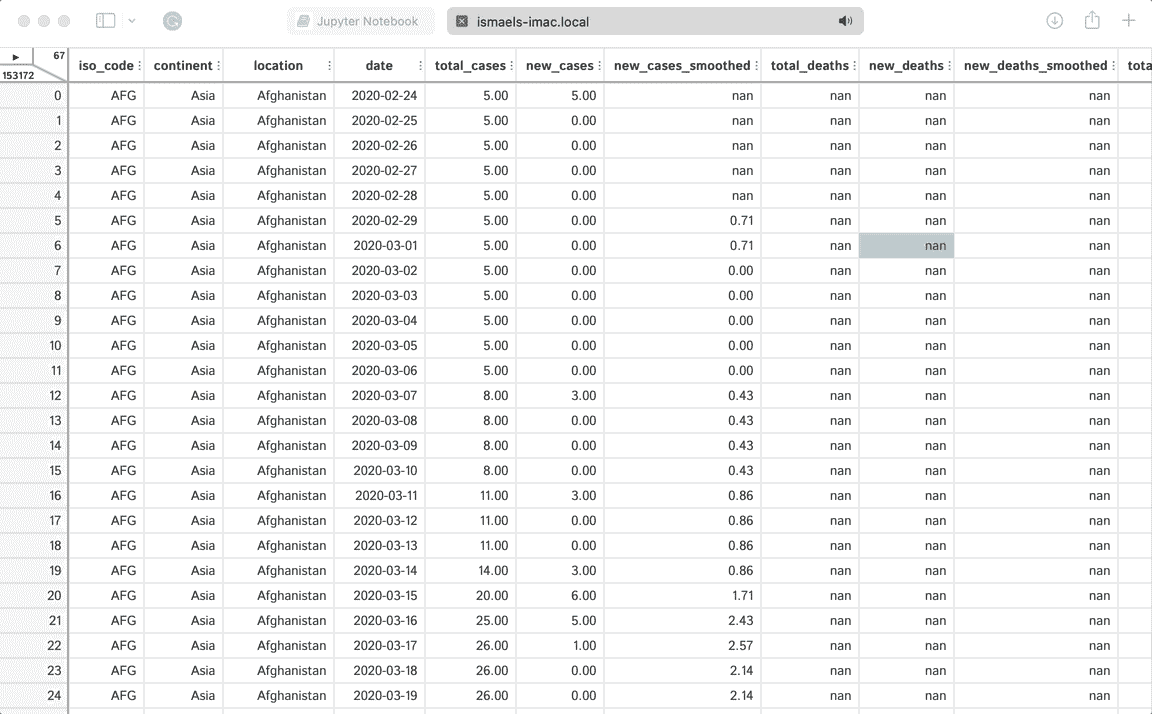 Jupyter Notebook ismaels-imac.local
67
153172 iso_code continent location date total_cases new_cases new_cases_smoothed total_deaths new_deaths new_deaths_smoothed tota
0 AFG Asia Afghanistan 2020-02-24 5.00 5.00 nan nan nan nan
1 AFG Asia Afghanistan 2020-02-25 5.00 0.00 nan nan nan nan
2 AFG Asia Afghanistan 2020-02-26 5.00 0.00 nan nan nan nan
3 AFG Asia Afghanistan 2020-02-27 5.00 0.00 nan nan nan nan
4 AFG Asia Afghanistan 2020-02-28 5.00 0.00 nan nan nan nan
5 AFG Asia Afghanistan 2020-02-29 5.00 0.00 0.71 nan nan nan
6 AFG Asia Afghanistan 2020-03-01 5.00 0.00 0.71 nan nan nan
7 AFG Asia Afghanistan 2020-03-02 5.00 0.00 0.00 nan nan nan
8 AFG Asia Afghanistan 2020-03-03 5.00 0.00 0.00 nan nan nan
9 AFG Asia Afghanistan 2020-03-04 5.00 0.00 0.00 nan nan nan
10 AFG Asia Afghanistan 2020-03-05 5.00 0.00 0.00 nan nan nan
11 AFG Asia Afghanistan 2020-03-06 5.00 0.00 0.00 nan nan nan
12 AFG Asia Afghanistan 2020-03-07 8.00 3.00 0.43 nan nan nan
13 AFG Asia Afghanistan 2020-03-08 8.00 0.00 0.43 nan nan nan
14 AFG Asia Afghanistan 2020-03-09 8.00 0.00 0.43 nan nan nan
15 AFG Asia Afghanistan 2020-03-10 8.00 0.00 0.43 nan nan nan
16 AFG Asia Afghanistan 2020-03-11 11.00 3.00 0.86 nan nan nan
17 AFG Asia Afghanistan 2020-03-12 11.00 0.00 0.86 nan nan nan
18 AFG Asia Afghanistan 2020-03-13 11.00 0.00 0.86 nan nan nan
19 AFG Asia Afghanistan 2020-03-14 14.00 3.00 0.86 nan nan nan
20 AFG Asia Afghanistan 2020-03-15 20.00 6.00 1.71 nan nan nan
21 AFG Asia Afghanistan 2020-03-16 25.00 5.00 2.43 nan nan nan
22 AFG Asia Afghanistan 2020-03-17 26.00 1.00 2.57 nan nan nan
23 AFG Asia Afghanistan 2020-03-18 26.00 0.00 2.14 nan nan nan
24 AFG Asia Afghanistan 2020-03-19 26.00 0.00 2.14 nan nan nan